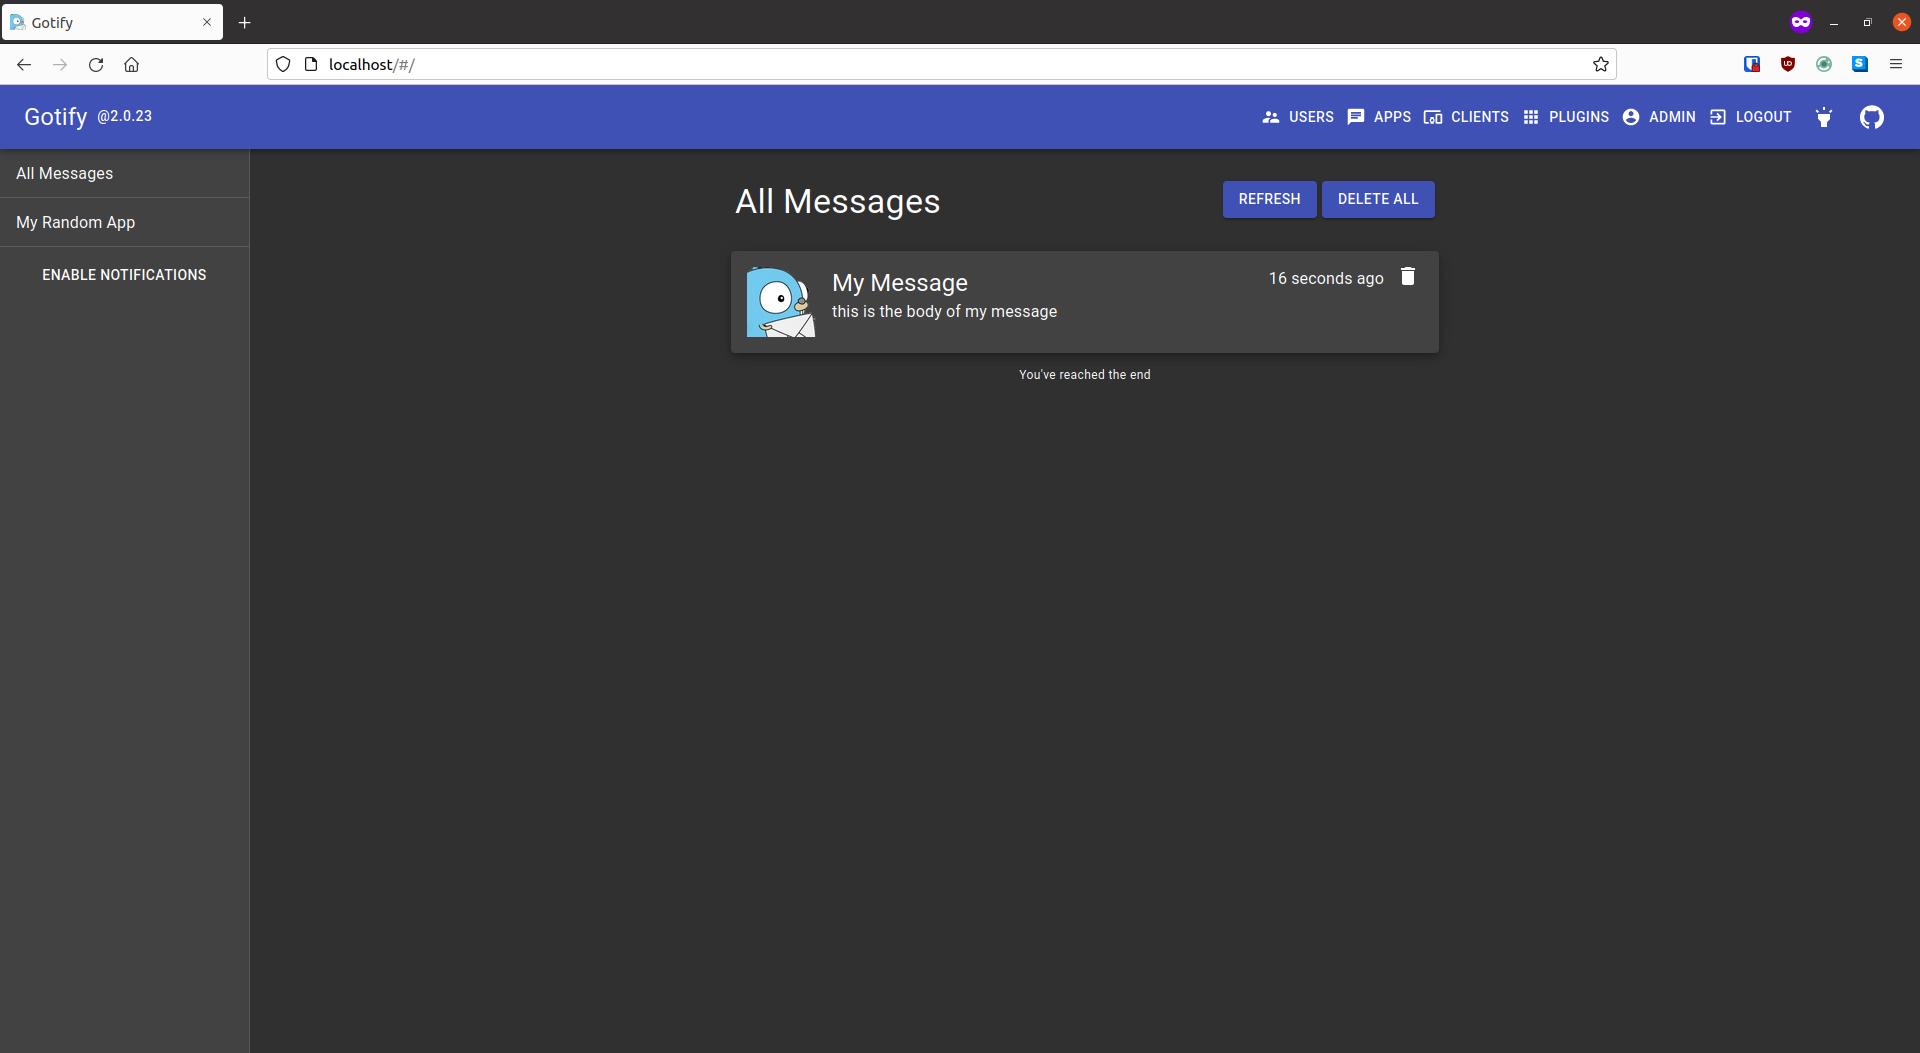 Gotify
localhost/#/
Gotify @2.0.23
USERS APPS CLIENTS PLUGINS ADMIN LOGOUT
All Messages
My Random App
ENABLE NOTIFICATIONS
All Messages
REFRESH DELETE ALL
My Message
16 seconds ago
this is the body of my message
You've reached the end